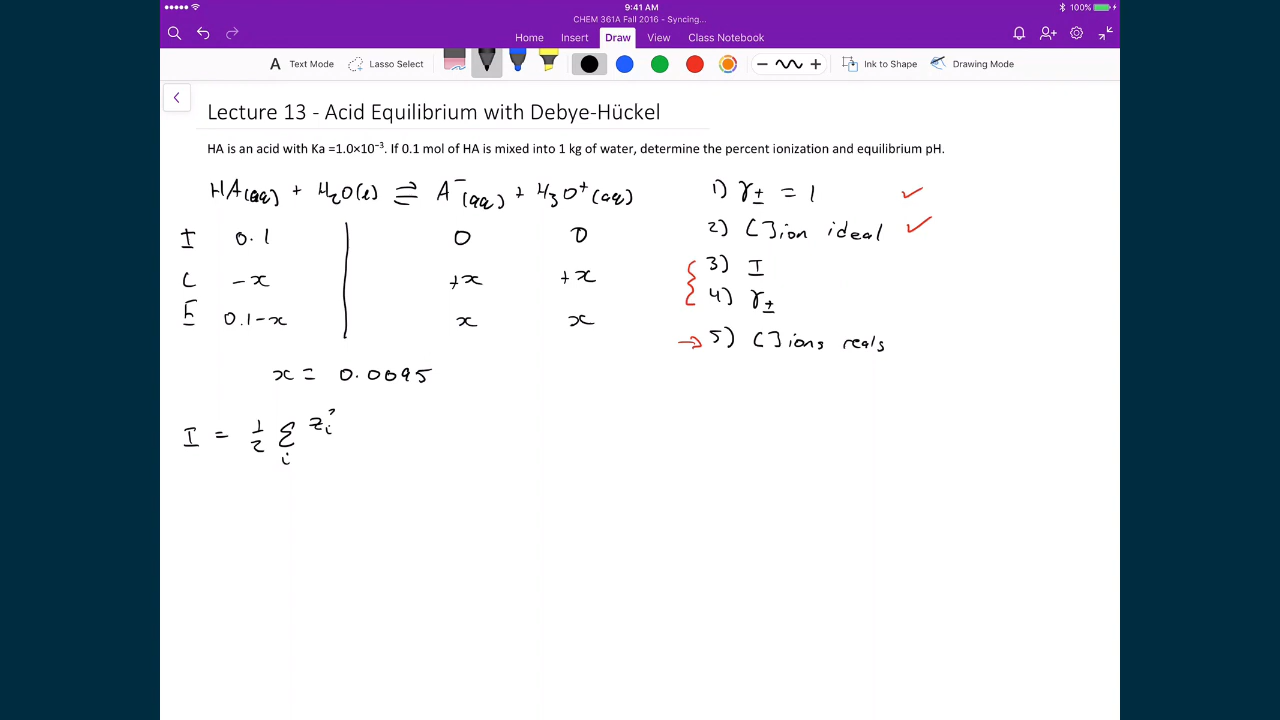 9:41 AM
100%
CHEM 361A Fall 2016 - Syncing...
Home Insert Draw View Class Notebook
A Text Mode Lasso Select Ink to Shape Drawing Mode
Lecture 13 - Acid Equilibrium with Debye-Hückel
HA is an acid with Ka =1.0×10⁻³. If 0.1 mol of HA is mixed into 1 kg of water, determine the percent ionization and equilibrium pH.
HA(aq) + H₂O(l) ⇌ A⁻(aq) + H₃O⁺(aq)
I 0.1 0 0
C -x +x +x
E 0.1-x x x
x = 0.0095
I = 1/2 Σi zi²
1) γ± = 1 ✓
2) [ ]ion ideal ✓
3) I
4) γ±
→ 5) [ ]ions reals